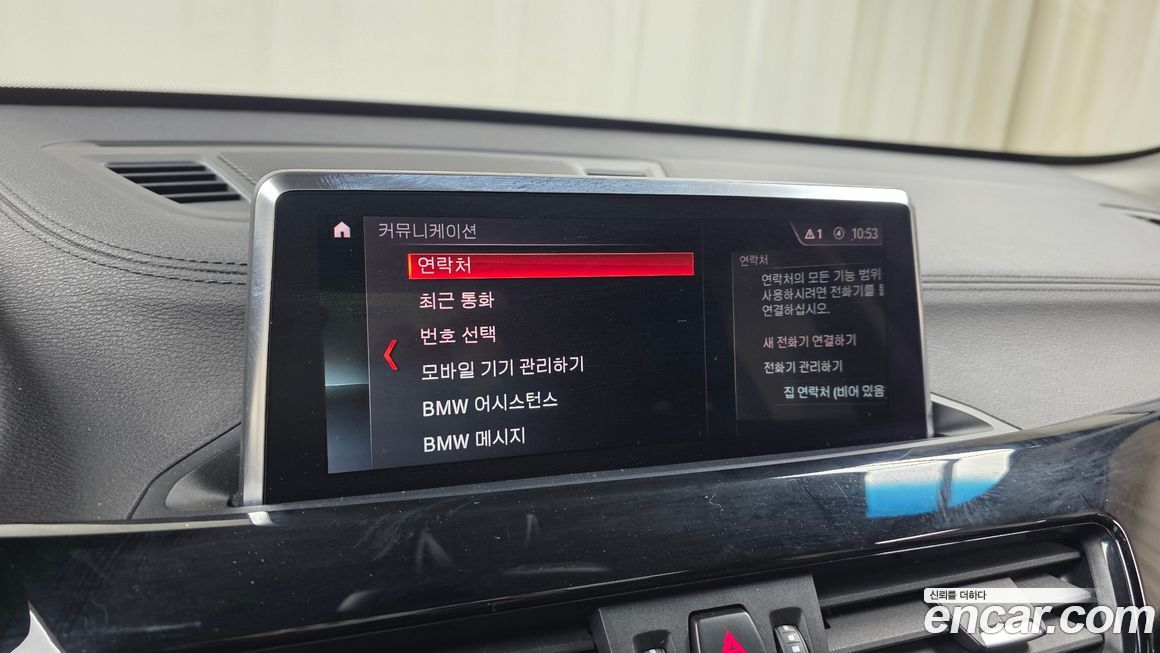 커뮤니케이션
1 10:53
연락처
최근 통화
번호 선택
모바일 기기 관리하기
BMW 어시스턴스
BMW 메시지
연락처
연락처의 모든 기능 범위
사용하시려면 전화기를
연결하십시오.
새 전화기 연결하기
전화기 관리하기
집 연락처 (비어 있음
신뢰를 더하다
encar.com